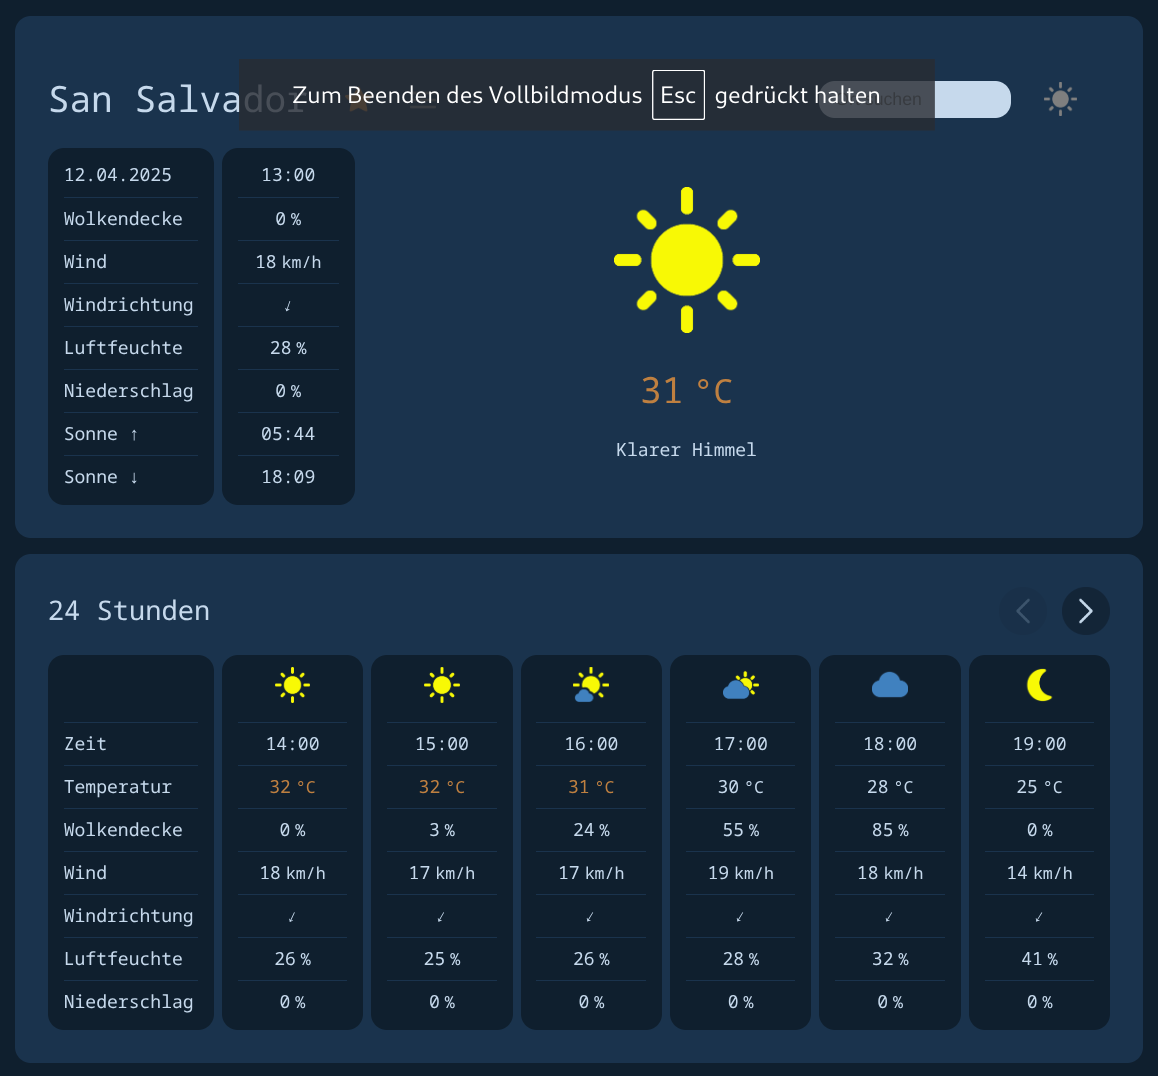 San Salvador
Zum Beenden des Vollbildmodus Esc gedrückt halten
12.04.2025 13:00
Wolkendecke 0 %
Wind 18 km/h
Windrichtung ↓
Luftfeuchte 28 %
Niederschlag 0 %
Sonne ↑ 05:44
Sonne ↓ 18:09
31 °C
Klarer Himmel
24 Stunden
Zeit 14:00 15:00 16:00 17:00 18:00 19:00
Temperatur 32 °C 32 °C 31 °C 30 °C 28 °C 25 °C
Wolkendecke 0 % 3 % 24 % 55 % 85 % 0 %
Wind 18 km/h 17 km/h 17 km/h 19 km/h 18 km/h 14 km/h
Windrichtung ↙ ↙ ↙ ↙ ↙ ↙
Luftfeuchte 26 % 25 % 26 % 28 % 32 % 41 %
Niederschlag 0 % 0 % 0 % 0 % 0 % 0 %